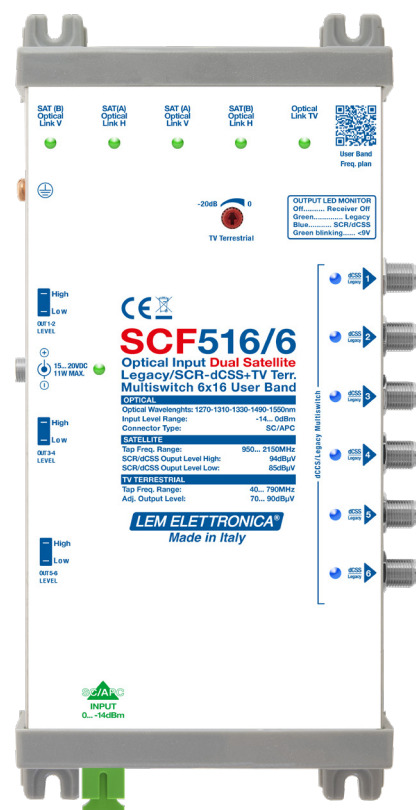 SAT (B)
Optical
Link V
SAT(A)
Optical
Link H
SAT (A)
Optical
Link V
SAT(B)
Optical
Link H
Optical
Link TV
User Band
Freq. plan
-20dB 0
TV Terrestrial
OUTPUT LED MONITOR
Off.......... Receiver Off
Green.............. Legacy
Blue........... SCR/dCSS
Green blinking...... <9V
High
Low
OUT 1-2
LEVEL
15... 20VDC
11W MAX.
High
Low
OUT 3-4
LEVEL
High
Low
OUT 5-6
LEVEL
CE
SCF516/6
Optical Input Dual Satellite
Legacy/SCR-dCSS+TV Terr.
Multiswitch 6x16 User Band
OPTICAL
Optical Wavelenghts: 1270-1310-1330-1490-1550nm
Input Level Range: -14... 0dBm
Connector Type: SC/APC
SATELLITE
Tap Freq. Range: 950... 2150MHz
SCR/dCSS Ouput Level High: 94dBµV
SCR/dCSS Ouput Level Low: 85dBµV
TV TERRESTRIAL
Tap Freq. Range: 40... 790MHz
Adj. Output Level: 70... 90dBµV
LEM ELETTRONICA®
Made in Italy
dCCS/Legacy Multiswitch
dCSS
Legacy
1
dCSS
Legacy
2
dCSS
Legacy
3
dCSS
Legacy
4
dCSS
Legacy
5
dCSS
Legacy
6
SC/APC
INPUT
0... -14dBm